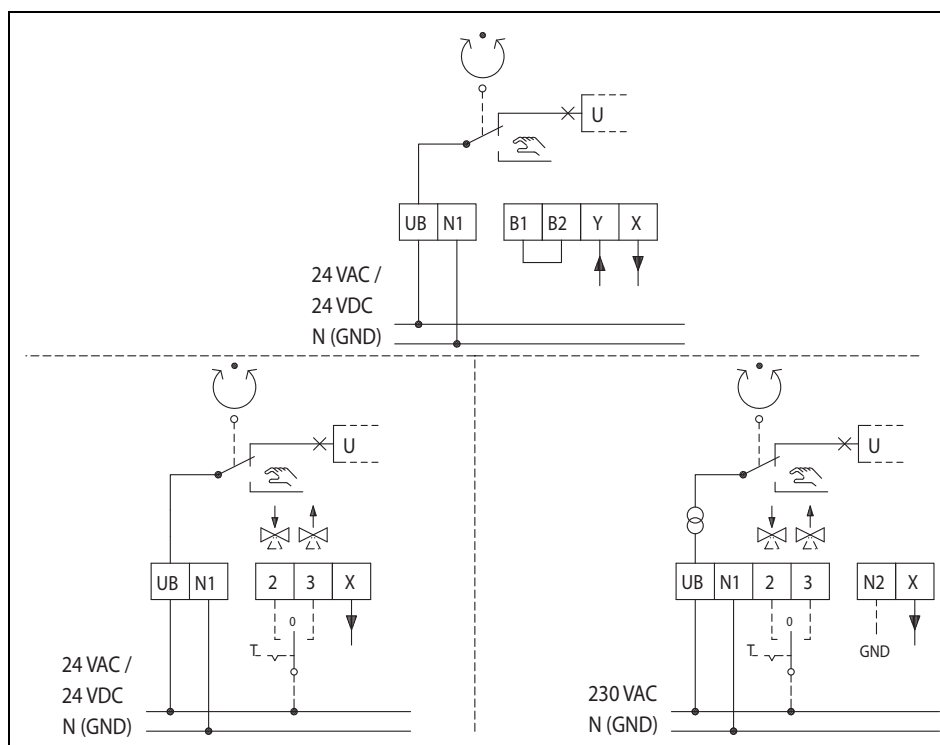 U
UB N1 B1 B2 Y X
24 VAC /
24 VDC
N (GND)
U
UB N1 2 3 X
0
T
24 VAC /
24 VDC
N (GND)
U
UB N1 2 3 N2 X
0
T
GND
230 VAC
N (GND)